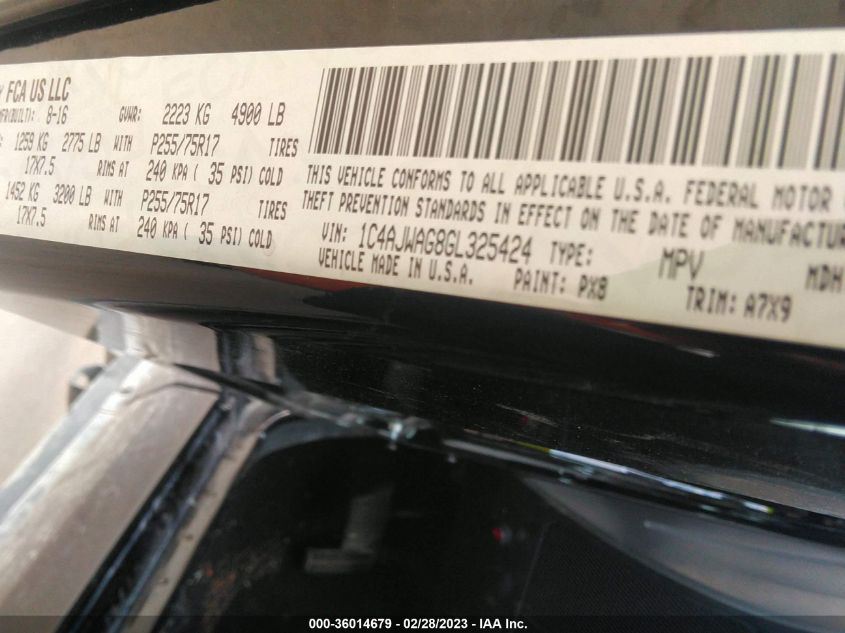 FCA US LLC
MFR(BUILT): 8-16 GVWR: 2223 KG 4900 LB
1259 KG 2775 LB WITH P255/75R17 TIRES
17X7.5 RIMS AT 240 KPA ( 35 PSI) COLD
1452 KG 3200 LB WITH P255/75R17 TIRES
17X7.5 RIMS AT 240 KPA ( 35 PSI) COLD
THIS VEHICLE CONFORMS TO ALL APPLICABLE U.S.A. FEDERAL MOTOR
THEFT PREVENTION STANDARDS IN EFFECT ON THE DATE OF MANUFACTUR
VIN: 1C4AJWAG8GL325424 TYPE: MPV MDH
VEHICLE MADE IN U.S.A. PAINT: PX8 TRIM: A7X9
000-36014679 - 02/28/2023 - IAA Inc.